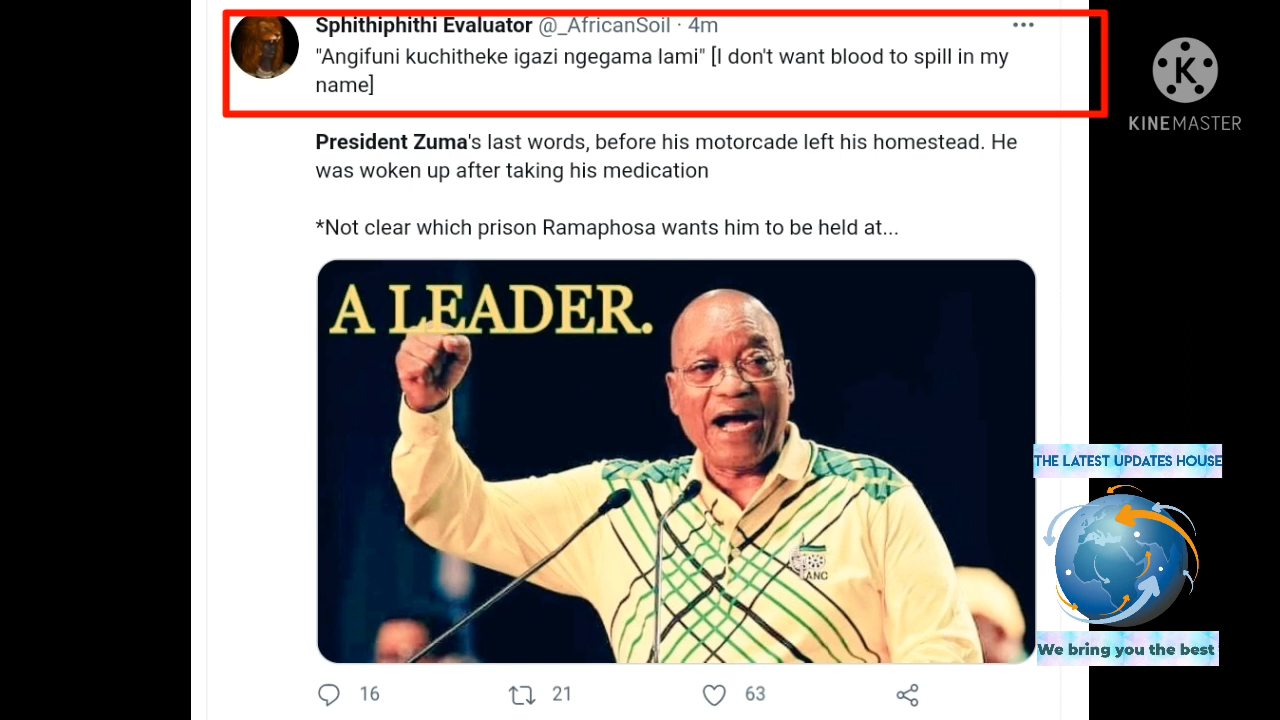 Sphithiphithi Evaluator @_AfricanSoil · 4m
"Angifuni kuchitheke igazi ngegama lami" [I don't want blood to spill in my
name]
President Zuma's last words, before his motorcade left his homestead. He
was woken up after taking his medication
*Not clear which prison Ramaphosa wants him to be held at...
A LEADER.
ANC
16 21 63
K
KINEMASTER
THE LATEST UPDATES HOUSE
We bring you the best